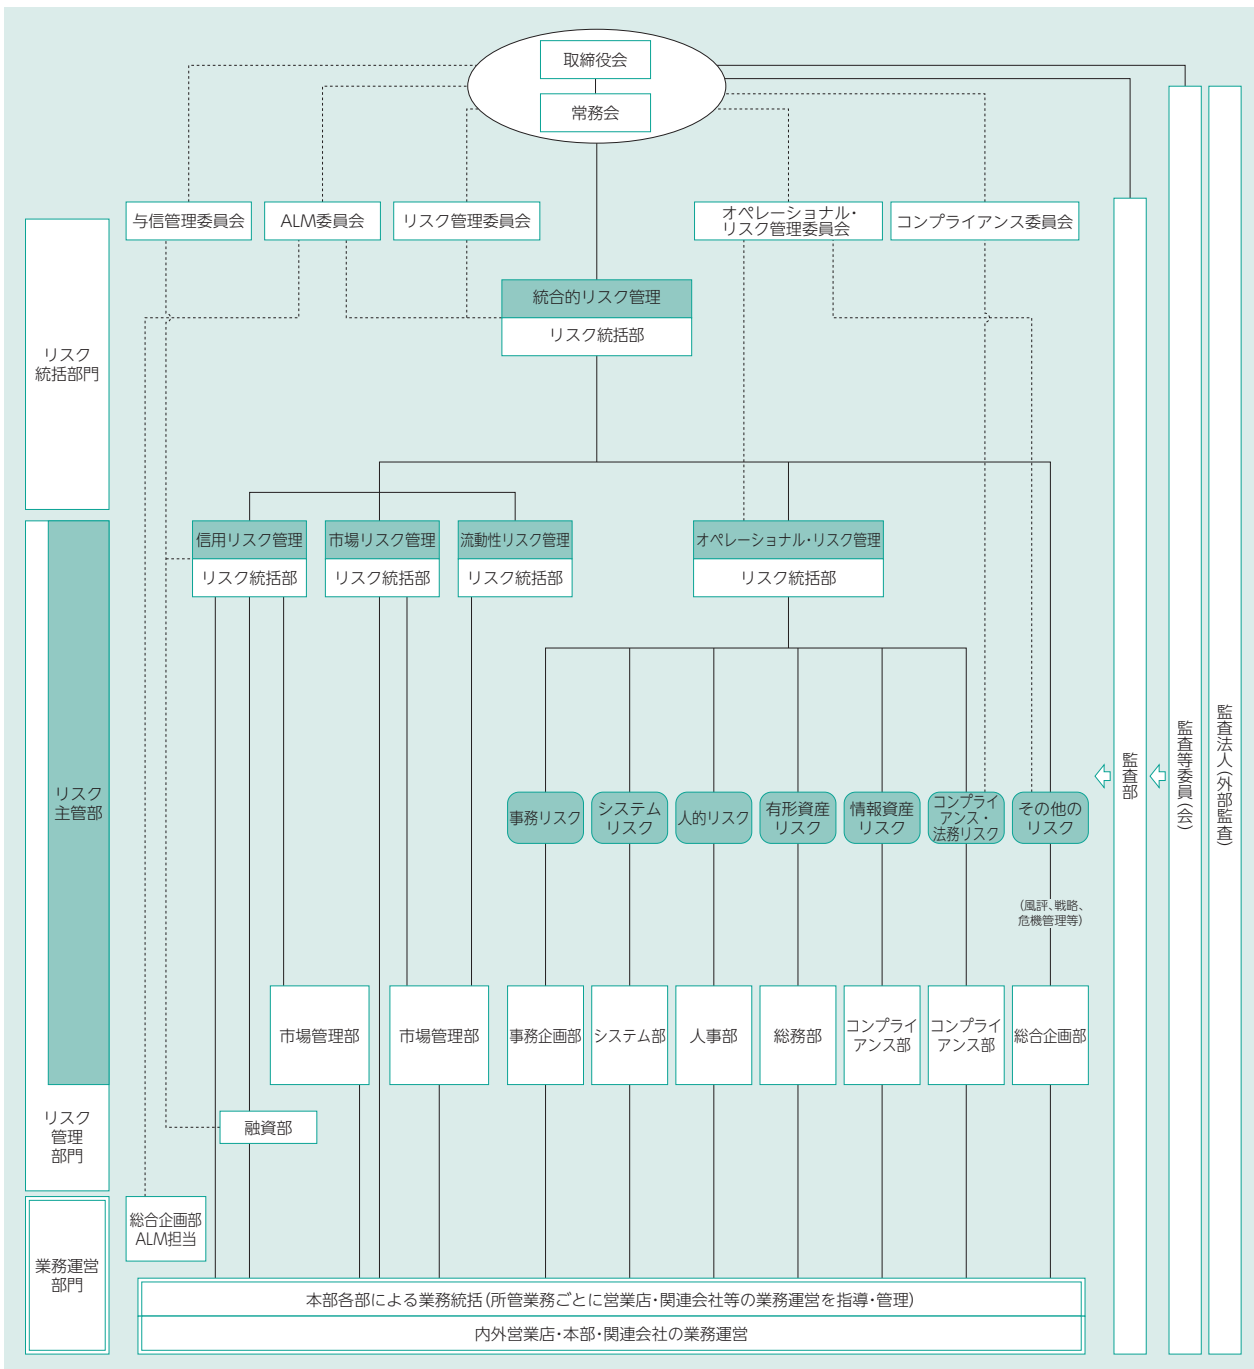 取締役会
常務会
与信管理委員会
ALM委員会
リスク管理委員会
オペレーショナル・
リスク管理委員会
コンプライアンス委員会
統合的リスク管理
リスク統括部
リスク
統括部門
信用リスク管理
リスク統括部
市場リスク管理
リスク統括部
流動性リスク管理
リスク統括部
オペレーショナル・リスク管理
リスク統括部
リスク
主管部
事務リスク
システム
リスク
人的リスク
有形資産
リスク
情報資産
リスク
コンプライ
アンス・
法務リスク
その他の
リスク
(風評、戦略、
危機管理等)
市場管理部
市場管理部
事務企画部
システム部
人事部
総務部
コンプライ
アンス部
コンプライ
アンス部
総合企画部
リスク
管理
部門
融資部
総合企画部
ALM担当
業務運営
部門
本部各部による業務統括(所管業務ごとに営業店・関連会社等の業務運営を指導・管理)
内外営業店・本部・関連会社の業務運営
監査部
監査等委員(会)
監査法人(外部監査)